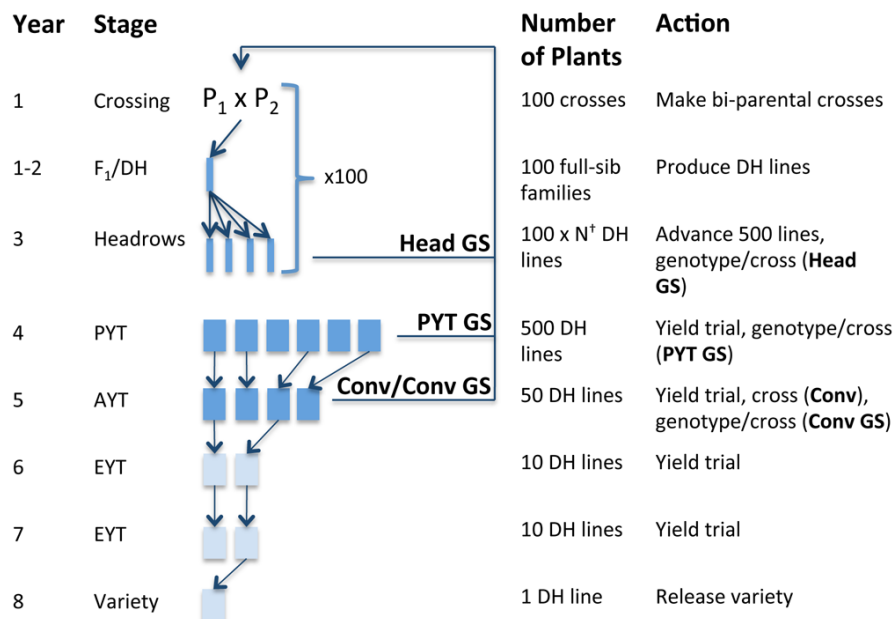 Year Stage Number of Plants Action
1 Crossing P₁ x P₂ 100 crosses Make bi-parental crosses
1-2 F₁/DH x100 100 full-sib families Produce DH lines
3 Headrows Head GS 100 x N† DH lines Advance 500 lines, genotype/cross (Head GS)
4 PYT PYT GS 500 DH lines Yield trial, genotype/cross (PYT GS)
5 AYT Conv/Conv GS 50 DH lines Yield trial, cross (Conv), genotype/cross (Conv GS)
6 EYT 10 DH lines Yield trial
7 EYT 10 DH lines Yield trial
8 Variety 1 DH line Release variety